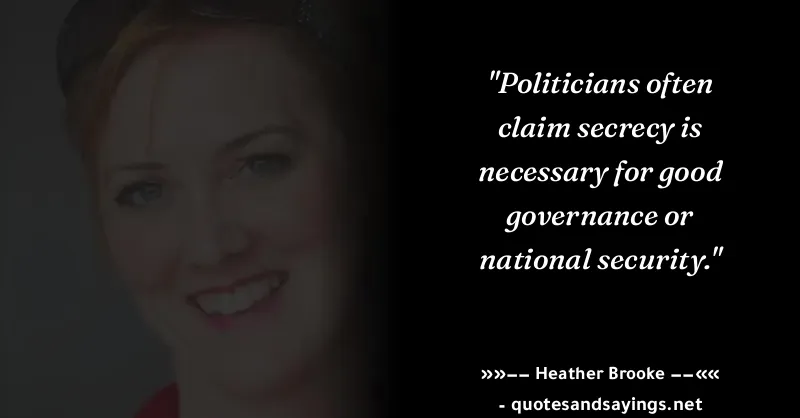 "Politicians often
claim secrecy is
necessary for good
governance or
national security."
»»–– Heather Brooke ––««
- quotesandsayings.net